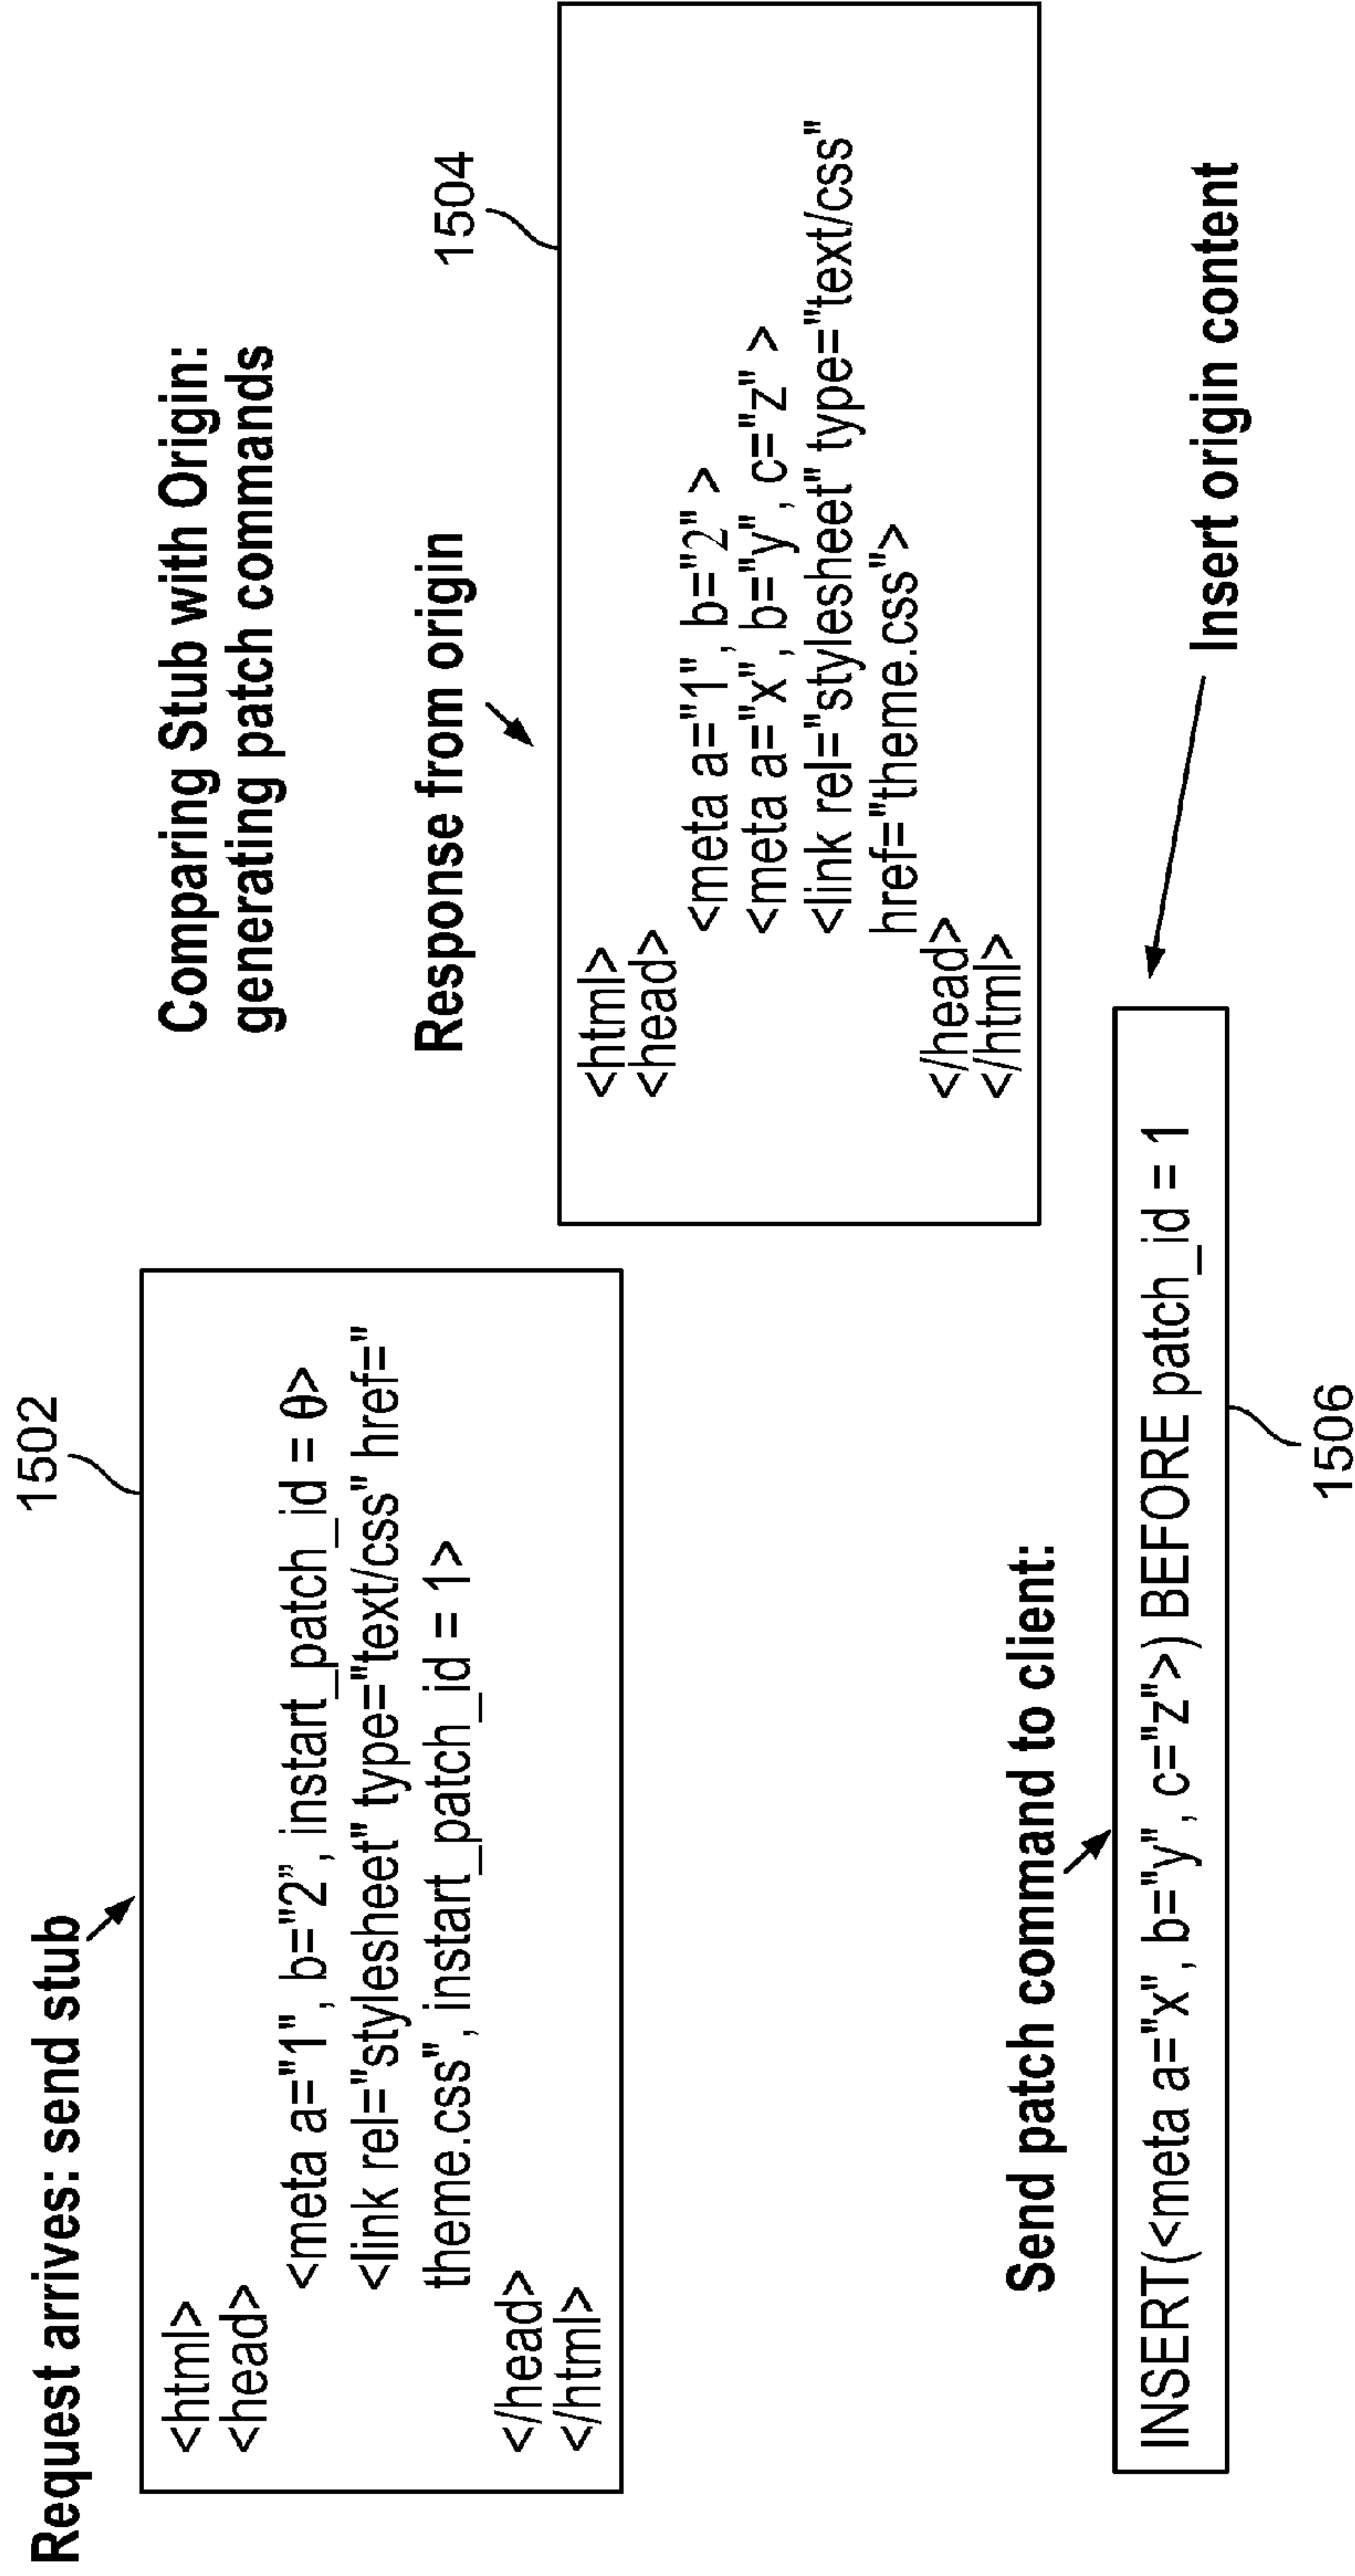 Request arrives: send stub
1502
<html>
<head>
<meta a="1", b="2”, instart_patch_id = 0>
<link rel="stylesheet" type="text/css" href="
theme.css", instart_patch_id = 1>
</head>
</html>
Comparing Stub with Origin:
generating patch commands
Response from origin
1504
<html>
<head>
<meta a="1", b="2" >
<meta a="x", b="y", c="z" >
<link rel="stylesheet" type="text/css"
href="theme.css">
</head>
</html>
Send patch command to client:
INSERT(<meta a="x", b="y", c="z">) BEFORE patch_id = 1
1506
Insert origin content